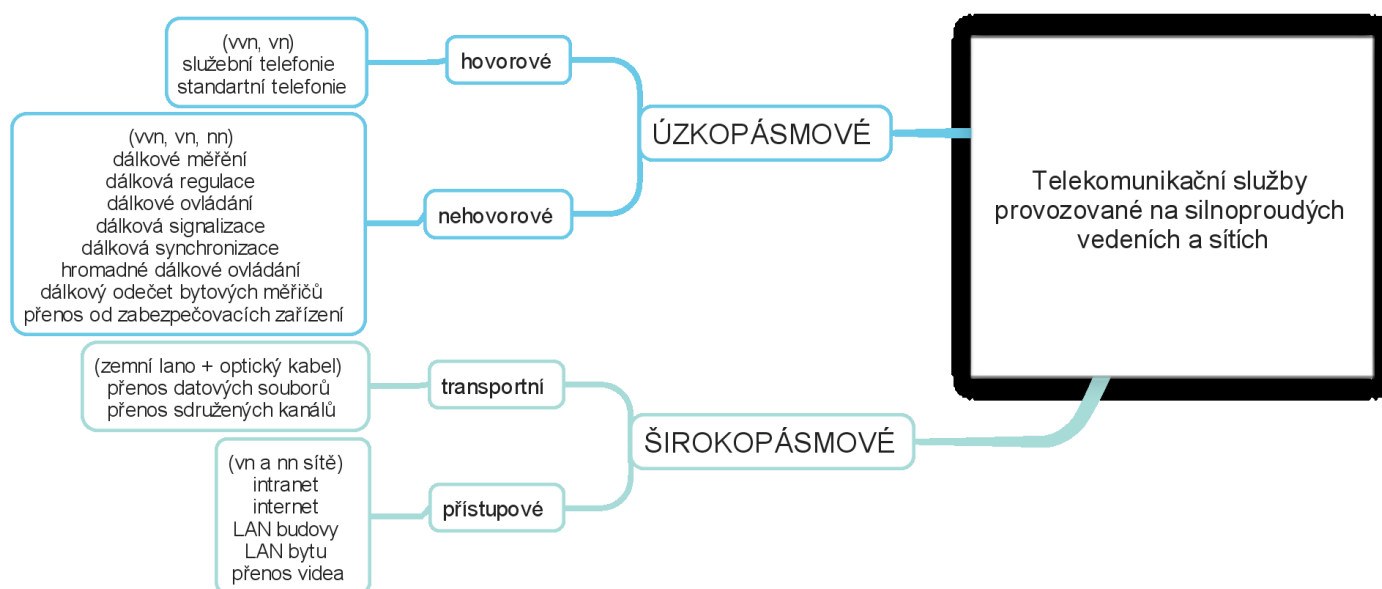 (vvn, vn)
služební telefonie
standartní telefonie
hovorové
(vvn, vn, nn)
dálkové měření
dálková regulace
dálkové ovládání
dálková signalizace
dálková synchronizace
hromadné dálkové ovládání
dálkový odečet bytových měřičů
přenos od zabezpečovacích zařízení
nehovorové
ÚZKOPÁSMOVÉ
Telekomunikační služby
provozované na silnoproudých
vedeních a sítích
(zemní lano + optický kabel)
přenos datových souborů
přenos sdružených kanálů
transportní
ŠIROKOPÁSMOVÉ
(vn a nn sítě)
intranet
internet
LAN budovy
LAN bytu
přenos videa
přístupové